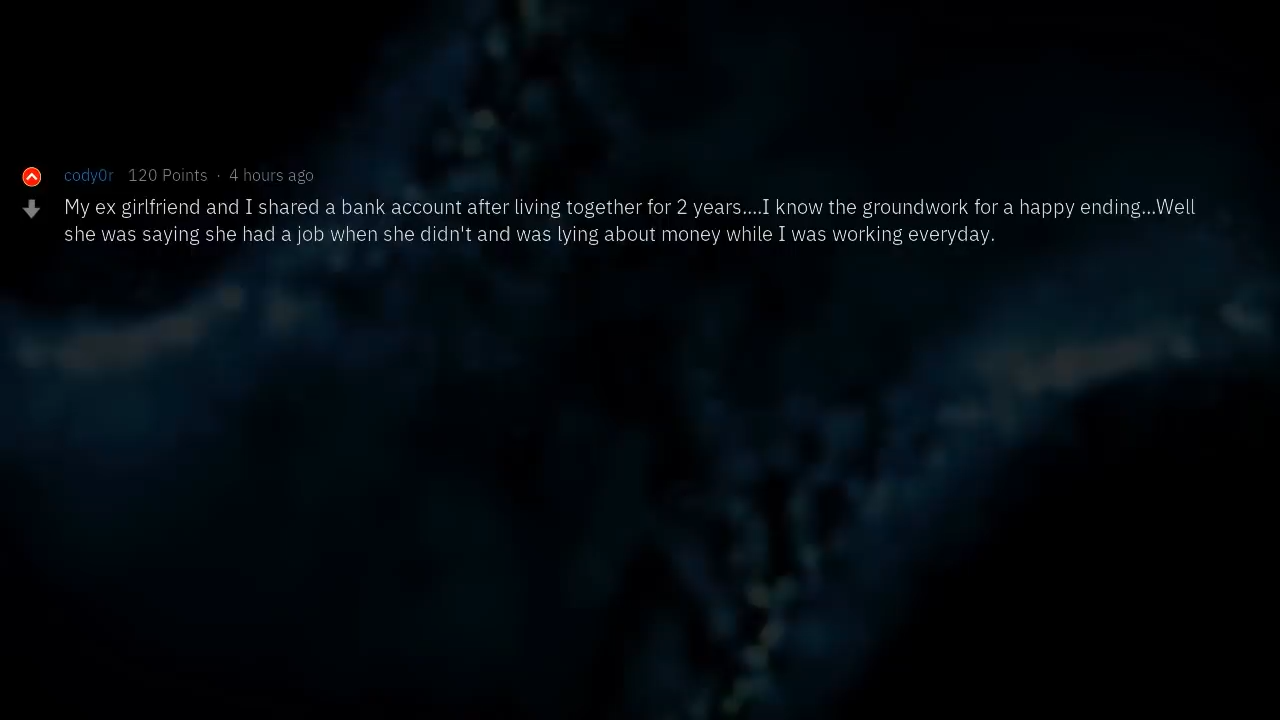 cody0r 120 Points · 4 hours ago
My ex girlfriend and I shared a bank account after living together for 2 years....I know the groundwork for a happy ending...Well
she was saying she had a job when she didn't and was lying about money while I was working everyday.